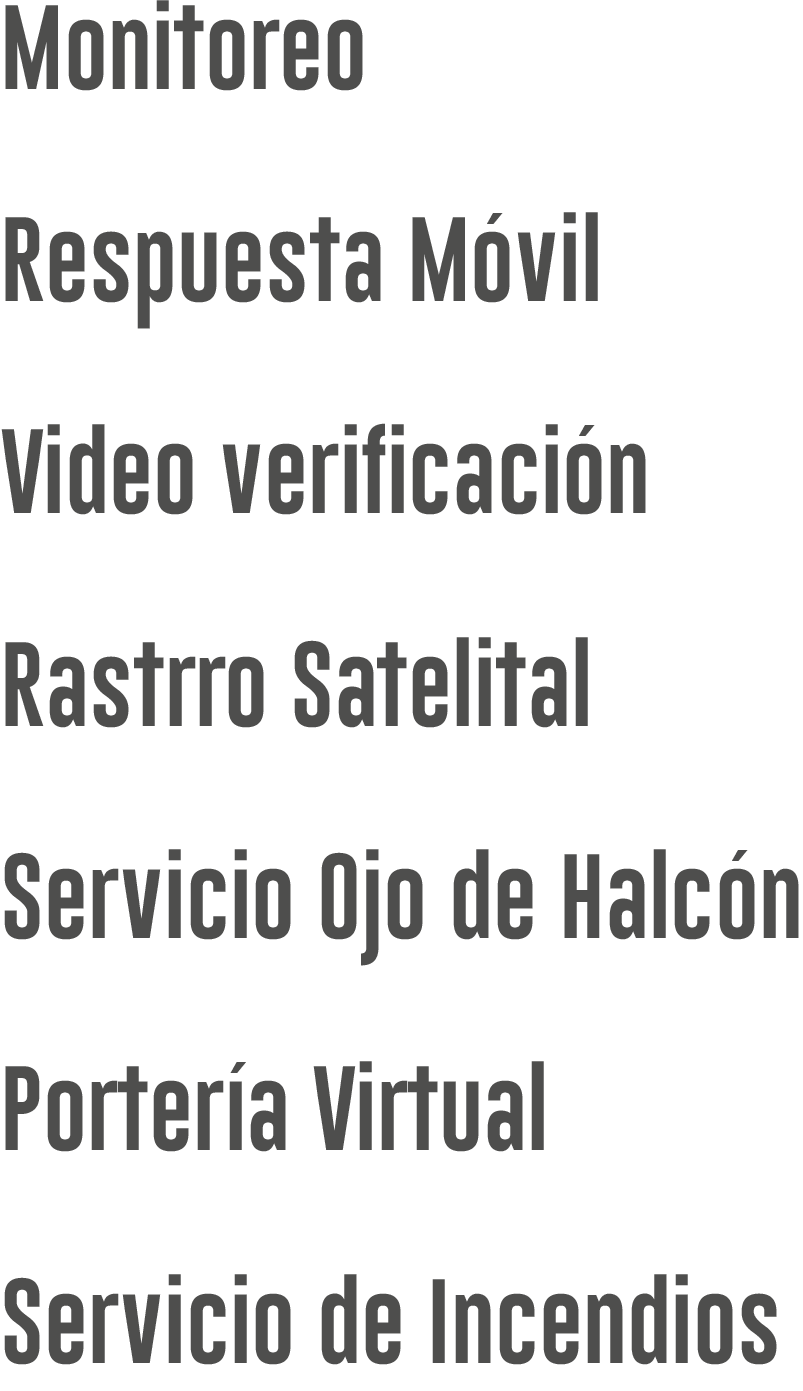 Monitoreo
Respuesta Móvil
Video verificación
Rastrro Satelital
Servicio Ojo de Halcón
Portería Virtual
Servicio de Incendios